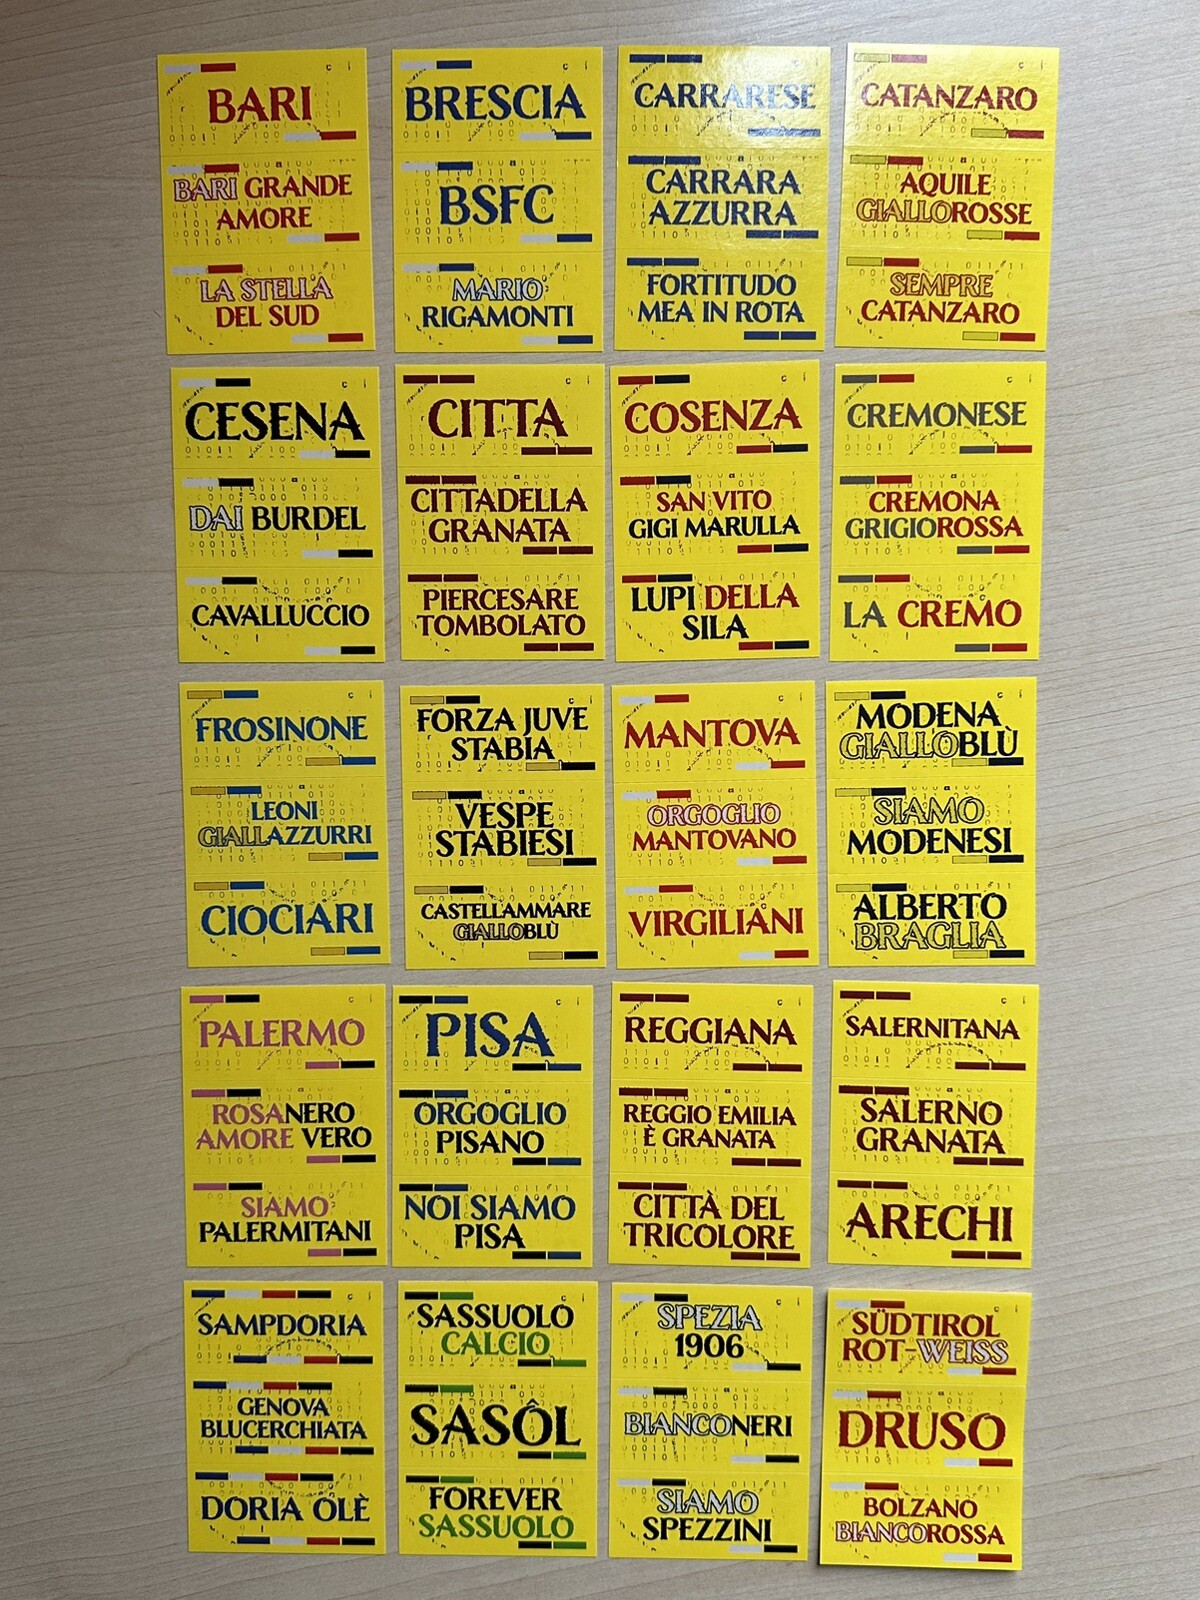 BARI
BARI GRANDE
AMORE
LA STELLA
DEL SUD
BRESCIA
BSFC
MARIO
RIGAMONTI
CARRARESE
CARRARA
AZZURRA
FORTITUDO
MEA IN ROTA
CATANZARO
AQUILE
GIALLOROSSE
SEMPRE
CATANZARO
CESENA
DAI BURDEL
CAVALLUCCIO
CITTA
CITTADELLA
GRANATA
PIERCESARE
TOMBOLATO
COSENZA
SAN VITO
GIGI MARULLA
LUPI DELLA
SILA
CREMONESE
CREMONA
GRIGIOROSSA
LA CREMO
FROSINONE
LEONI
GIALLAZZURRI
CIOCIARI
FORZA JUVE
STABIA
VESPE
STABIESI
CASTELLAMMARE
GIALLOBLÙ
MANTOVA
ORGOGLIO
MANTOVANO
VIRGILIANI
MODENA
GIALLOBLÙ
SIAMO
MODENESI
ALBERTO
BRAGLIA
PALERMO
ROSANERO
AMORE VERO
SIAMO
PALERMITANI
PISA
ORGOGLIO
PISANO
NOI SIAMO
PISA
REGGIANA
REGGIO EMILIA
È GRANATA
CITTÀ DEL
TRICOLORE
SALERNITANA
SALERNO
GRANATA
ARECHI
SAMPDORIA
GENOVA
BLUCERCHIATA
DORIA OLÈ
SASSUOLO
CALCIO
SASÔL
FOREVER
SASSUOLO
SPEZIA
1906
BIANCONERI
SIAMO
SPEZZINI
SÜDTIROL
ROT-WEISS
DRUSO
BOLZANO
BIANCOROSSA